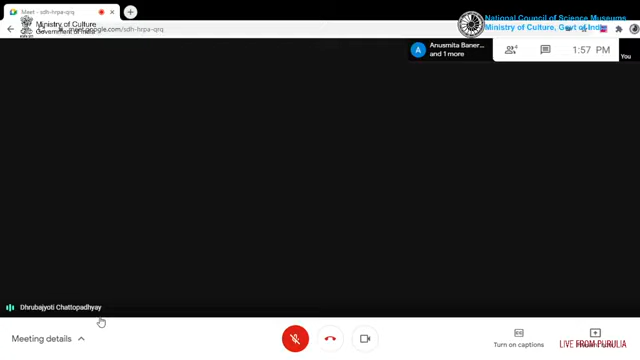 Meet - sdh-hrpa-qrq
Ministry of Culture
Government of India
google.com/sdh-hrpa-qrq
National Council of Science Museums
Ministry of Culture, Govt of India
Anusmita Baner...
and 1 more
4
1:57 PM
You
A
Dhrubajyoti Chattopadhyay
Meeting details
Turn on captions
LIVE FROM PURULIA